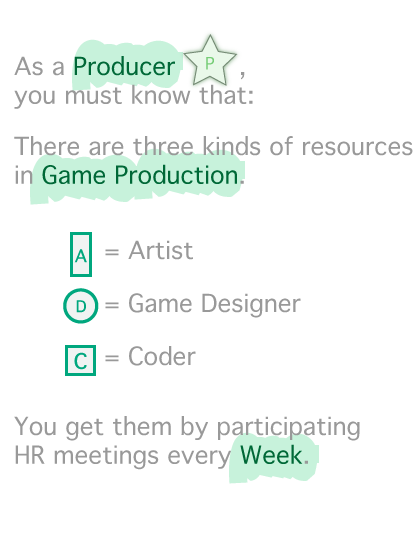 As a Producer P ,
you must know that:
There are three kinds of resources
in Game Production.
A = Artist
D = Game Designer
C = Coder
You get them by participating
HR meetings every Week.